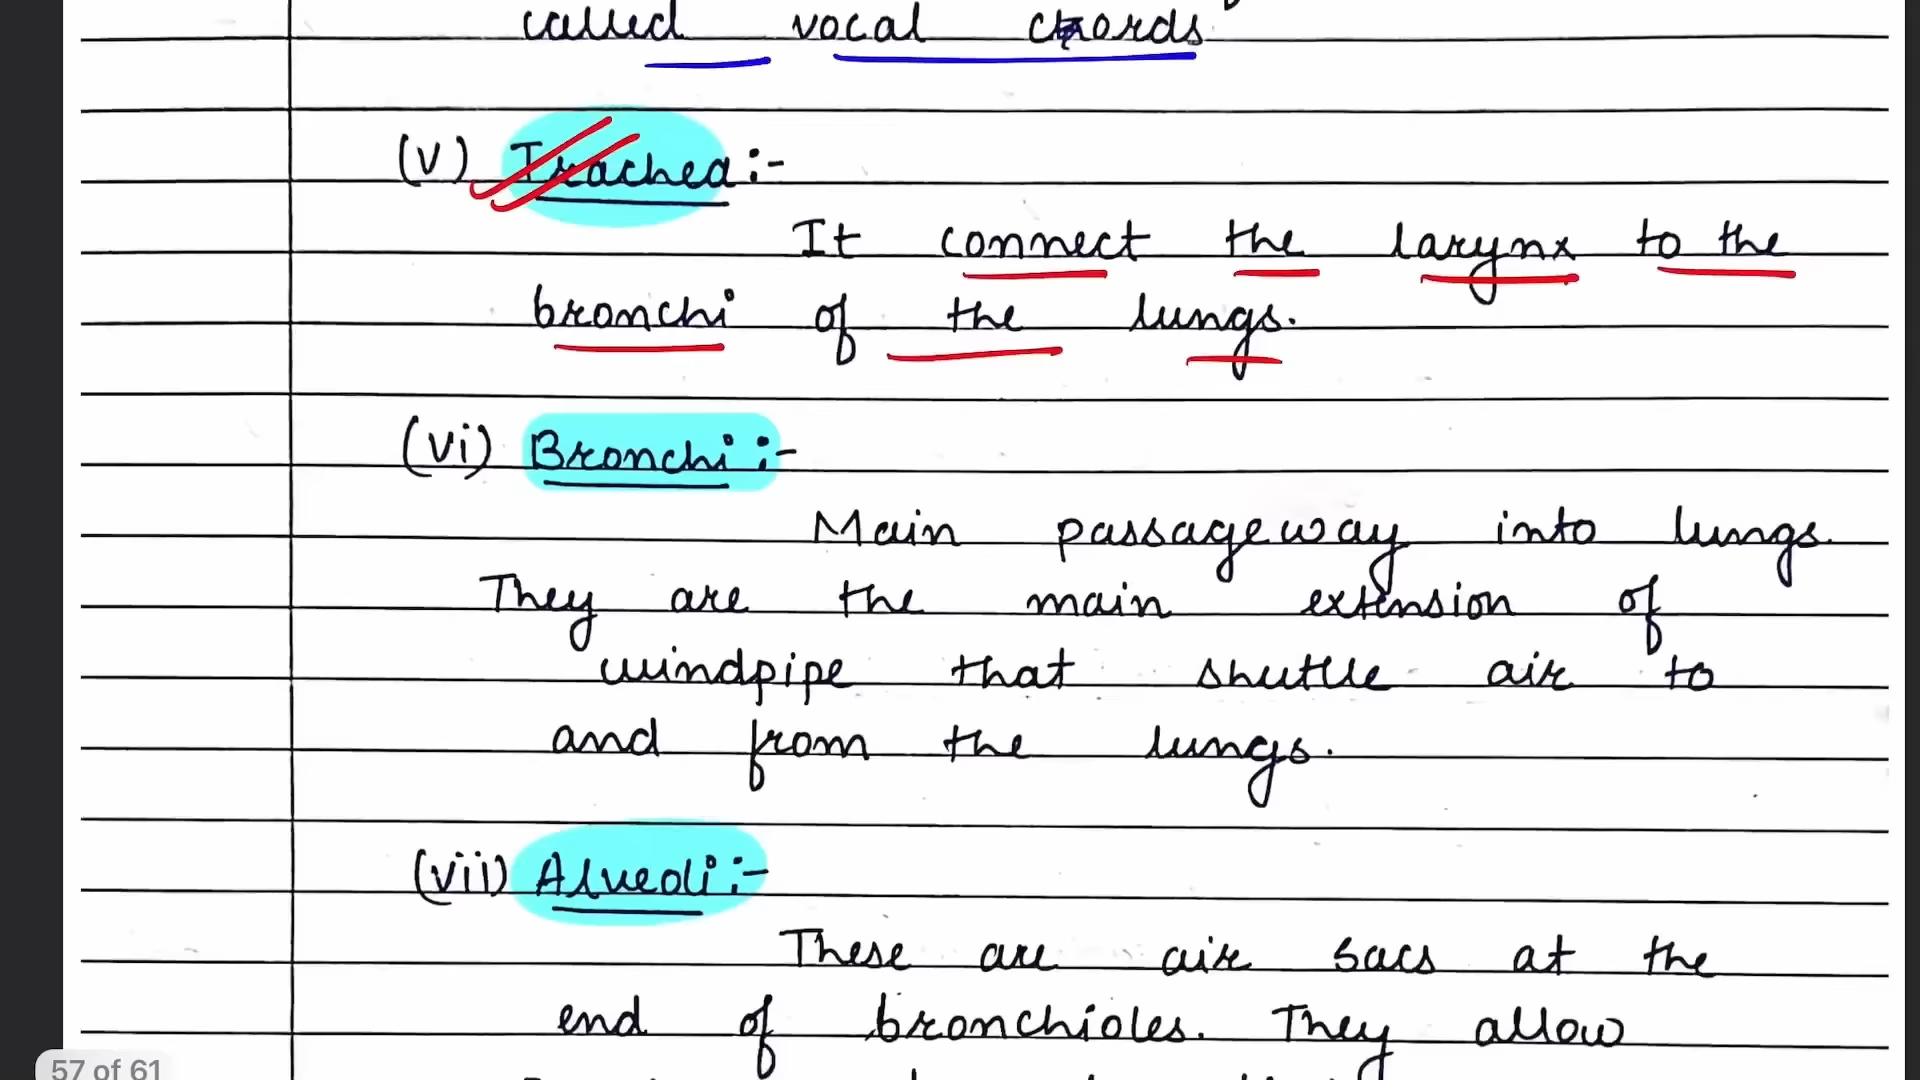 called vocal chords
(v) Trachea:-
It connect the larynx to the
bronchi of the lungs.
(vi) Bronchi:-
Main passageway into lungs.
They are the main extension of
windpipe that shuttle air to
and from the lungs.
(vii) Alveoli:-
These are air sacs at the
end of bronchioles. They allow
57 of 61